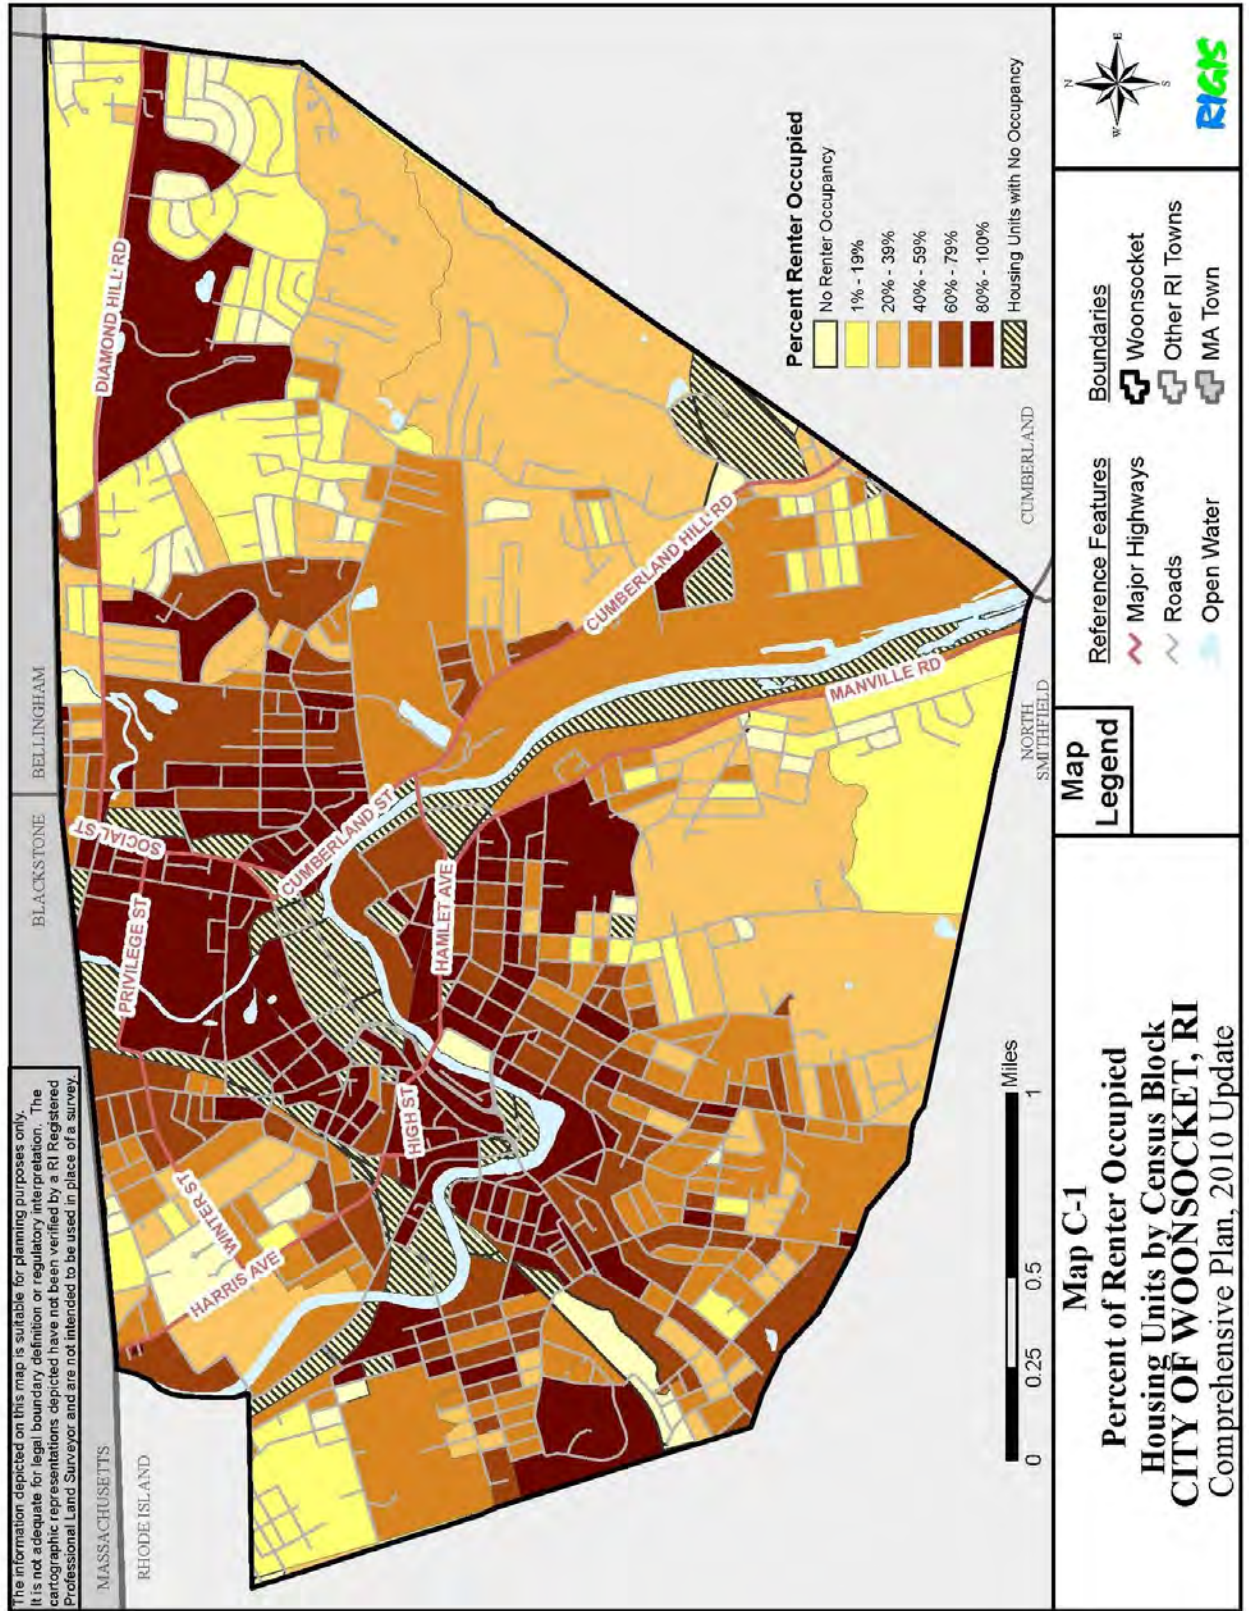 The information depicted on this map is suitable for planning purposes only.
It is not adequate for legal boundary definition or regulatory interpretation. The
cartographic representations depicted have not been verified by a RI Registered
Professional Land Surveyor and are not intended to be used in place of a survey.
MASSACHUSETTS
RHODE ISLAND
BLACKSTONE
BELLINGHAM
HARRIS AVE
WINTER ST
PRIVILEGE ST
SOCIAL ST
DIAMOND HILL RD
HIGH ST
HAMLET AVE
CUMBERLAND ST
CUMBERLAND HILL RD
MANVILLE RD
NORTH
SMITHFIELD
CUMBERLAND
Percent Renter Occupied
No Renter Occupancy
1% - 19%
20% - 39%
40% - 59%
60% - 79%
80% - 100%
Housing Units with No Occupancy
0 0.25 0.5 1
Miles
Map C-1
Percent of Renter Occupied
Housing Units by Census Block
CITY OF WOONSOCKET, RI
Comprehensive Plan, 2010 Update
Map
Legend
Reference Features
Major Highways
Roads
Open Water
Boundaries
Woonsocket
Other RI Towns
MA Town
N
W
E
S
RIGIS